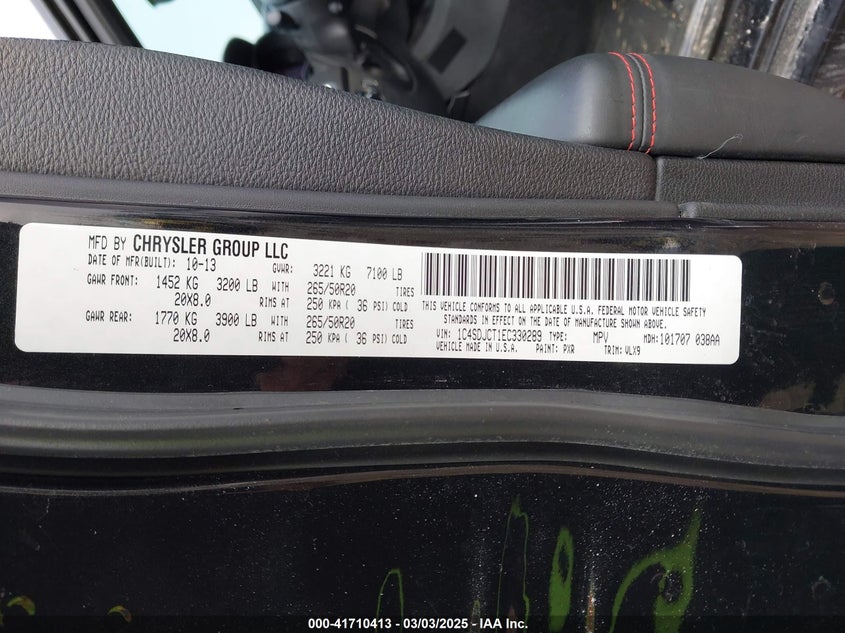 MFD BY CHRYSLER GROUP LLC
DATE OF MFR(BUILT): 10-13 GVWR: 3221 KG 7100 LB
GAWR FRONT: 1452 KG 3200 LB WITH 265/50R20 TIRES
20X8.0 RIMS AT 250 KPA ( 36 PSI) COLD
GAWR REAR: 1770 KG 3900 LB WITH 265/50R20 TIRES
20X8.0 RIMS AT 250 KPA ( 36 PSI) COLD
THIS VEHICLE CONFORMS TO ALL APPLICABLE U.S.A. FEDERAL MOTOR VEHICLE SAFETY
STANDARDS IN EFFECT ON THE DATE OF MANUFACTURE SHOWN ABOVE.
VIN: 1C4SDJCT1EC330289 TYPE: MPV MDH: 101707 038AA
VEHICLE MADE IN U.S.A. PAINT: PXR TRIM: VLX9
000-41710413 - 03/03/2025 - IAA Inc.